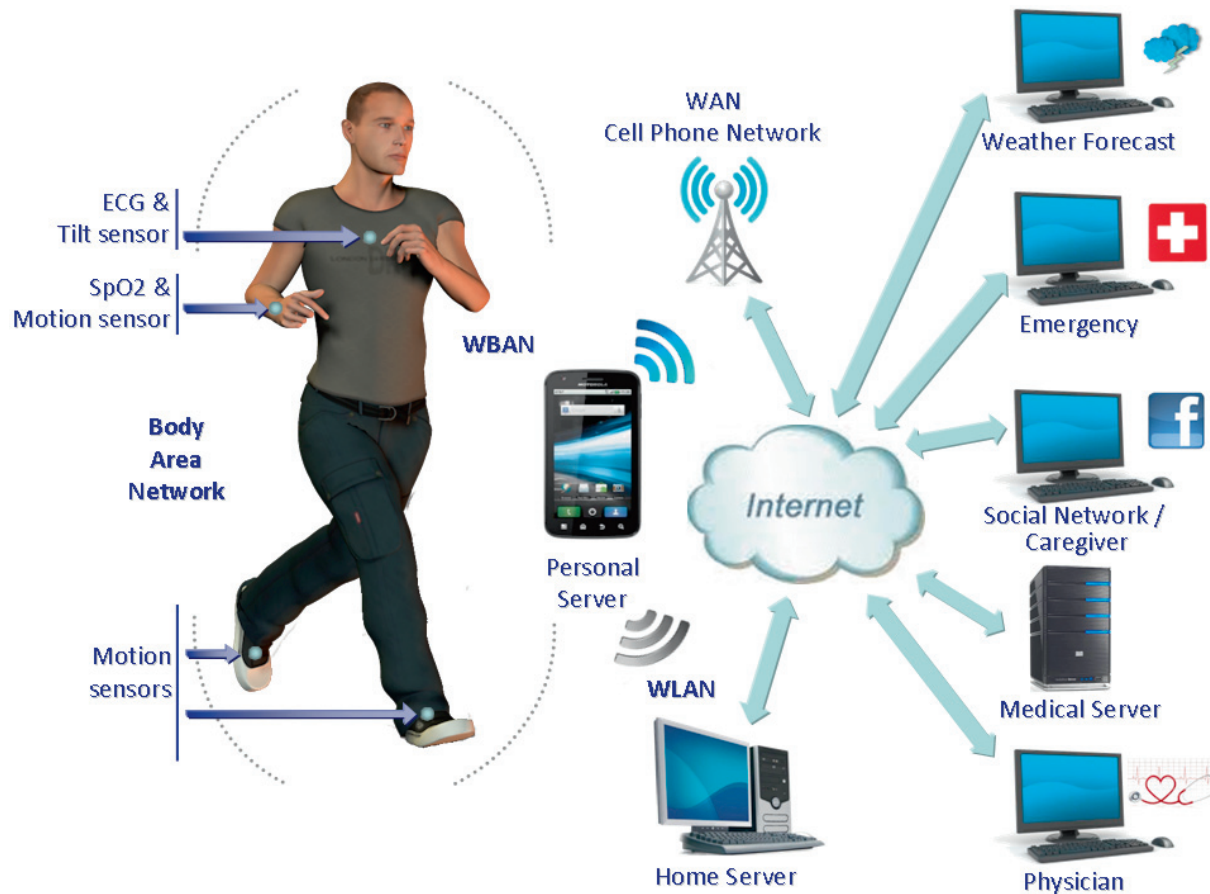 WAN
Cell Phone Network
Weather Forecast
ECG &
Tilt sensor
SpO2 &
Motion sensor
Emergency
WBAN
MOTOROLA
Body
Area
Network
Internet
f
Social Network /
Caregiver
Personal
Server
Motion
sensors
WLAN
Medical Server
Home Server
Physician